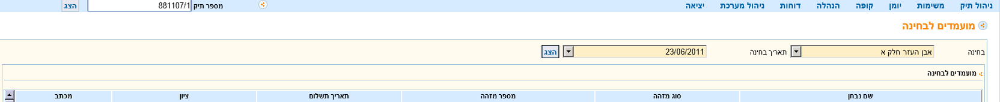 ניהול תיק משימות יומן קופה הנהלה דוחות ניהול מערכת יציאה מספר תיק 881107/1 הצג
מועמדים לבחינה
בחינה אבן העזר חלק א תאריך בחינה 23/06/2011 הצג
מועמדים לבחינה
שם נבחן סוג מזהה מספר מזהה תאריך תשלום ציון מכתב